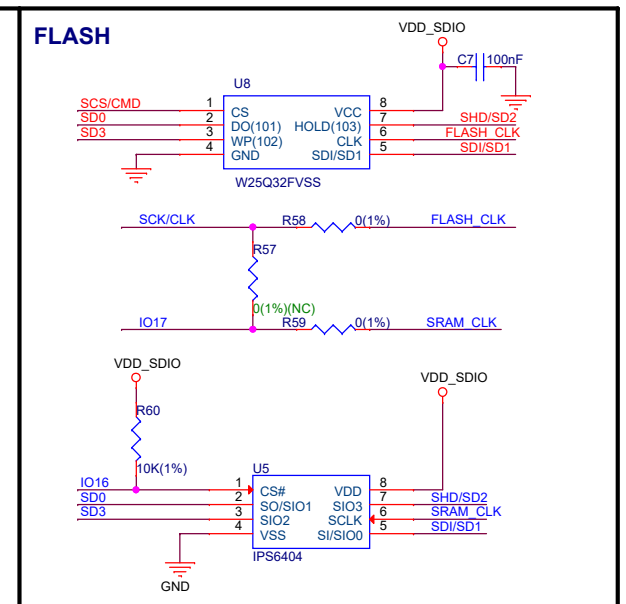 FLASH
VDD_SDIO
C7 100nF
U8
SCS/CMD 1 CS VCC 8
SD0 2 DO(101) HOLD(103) 7 SHD/SD2
SD3 3 WP(102) CLK 6 FLASH_CLK
4 GND SDI/SD1 5 SDI/SD1
W25Q32FVSS
SCK/CLK R58 0(1%) FLASH_CLK
R57
0(1%)(NC)
IO17 R59 0(1%) SRAM_CLK
VDD_SDIO VDD_SDIO
R60
10K(1%)
U5
IO16 1 CS# VDD 8
SD0 2 SO/SIO1 SIO3 7 SHD/SD2
SD3 3 SIO2 SCLK 6 SRAM_CLK
4 VSS SI/SIO0 5 SDI/SD1
IPS6404
GND